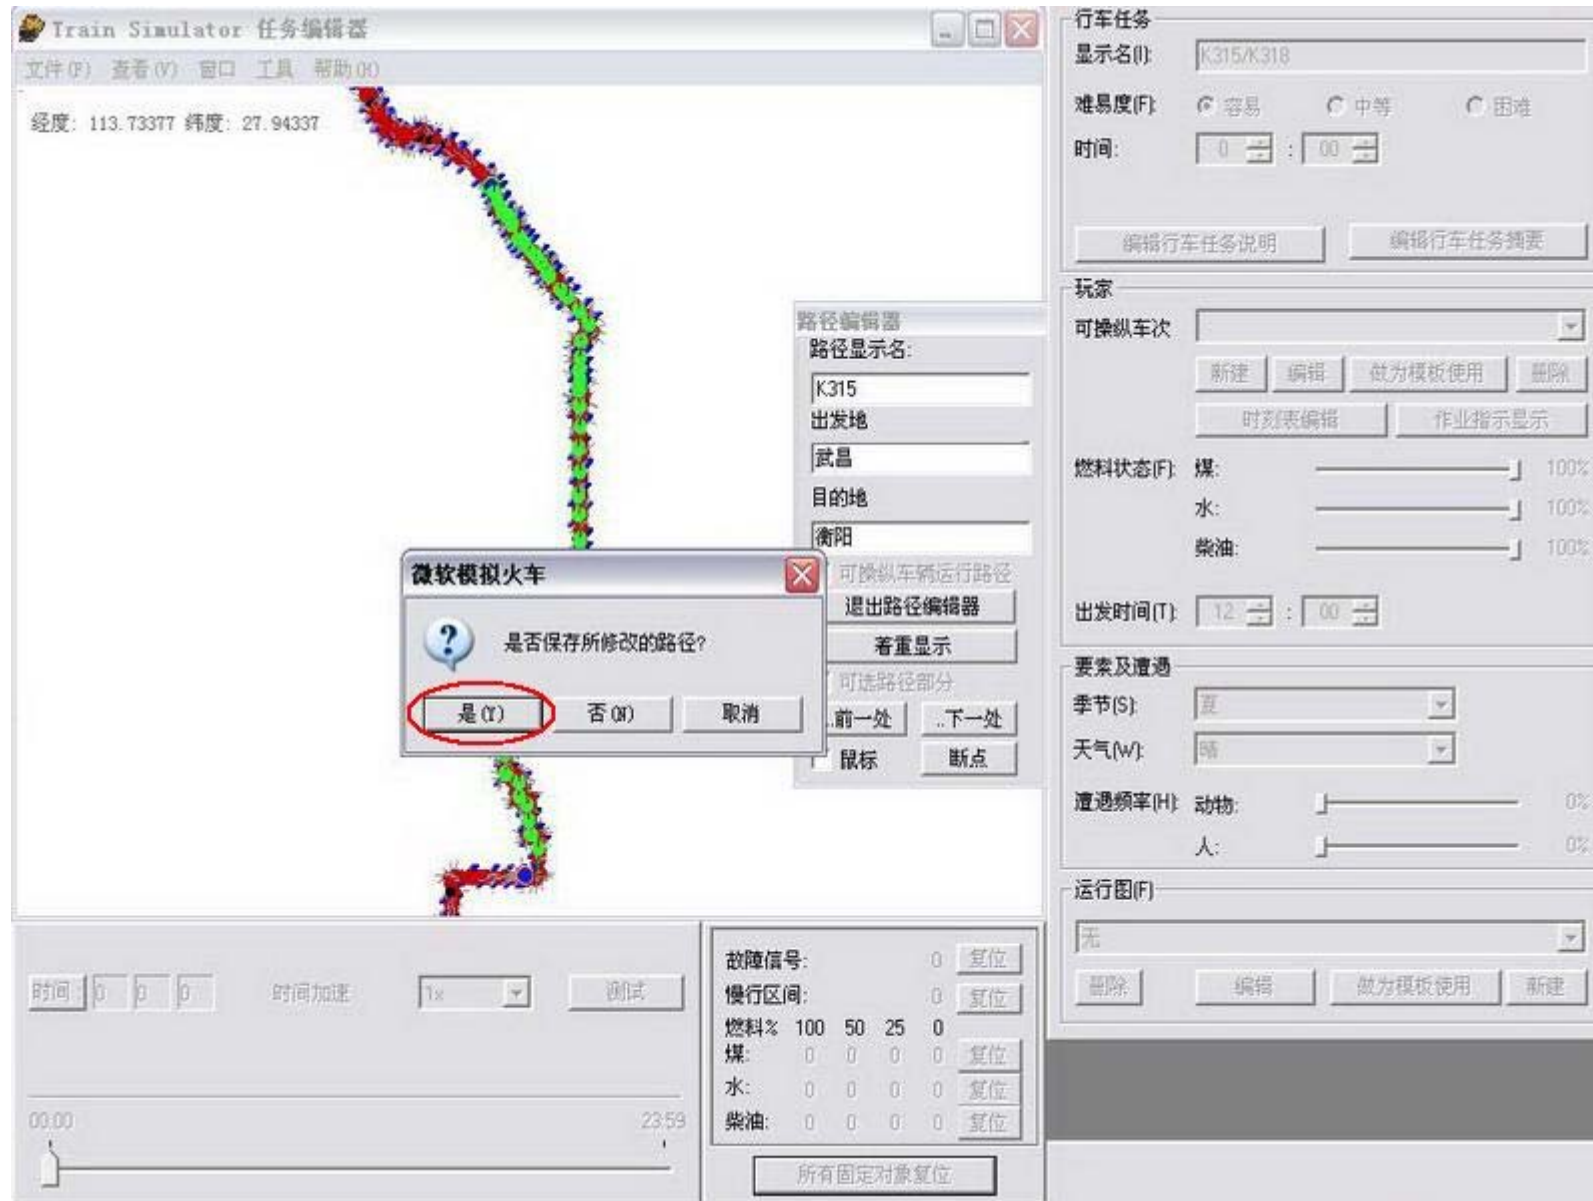 Train Simulator 任务编辑器
文件(F) 查看(V) 窗口 工具 帮助(H)
经度: 113.73377 纬度: 27.94337
路径编辑器
路径显示名:
K315
出发地
武昌
目的地
衡阳
可操纵车辆运行路径
退出路径编辑器
着重显示
可选路径部分
..前一处 ..下一处
鼠标 断点
微软模拟火车
是否保存所修改的路径?
是(Y) 否(N) 取消
时间 0 0 0 时间加速 1x 测试
00:00 23:59
故障信号: 0 复位
慢行区间: 0 复位
燃料% 100 50 25 0
煤: 0 0 0 0 复位
水: 0 0 0 0 复位
柴油: 0 0 0 0 复位
所有固定对象复位
行车任务
显示名(I): K315/K318
难易度(F): 容易 中等 困难
时间: 0 : 00
编辑行车任务说明 编辑行车任务摘要
玩家
可操纵车次
新建 编辑 做为模板使用 删除
时刻表编辑 作业指示显示
燃料状态(F): 煤: 100%
水: 100%
柴油: 100%
出发时间(T): 12 : 00
要素及遭遇
季节(S): 夏
天气(W): 晴
遭遇频率(H): 动物: 0%
人: 0%
运行图(F)
无
删除 编辑 做为模板使用 新建